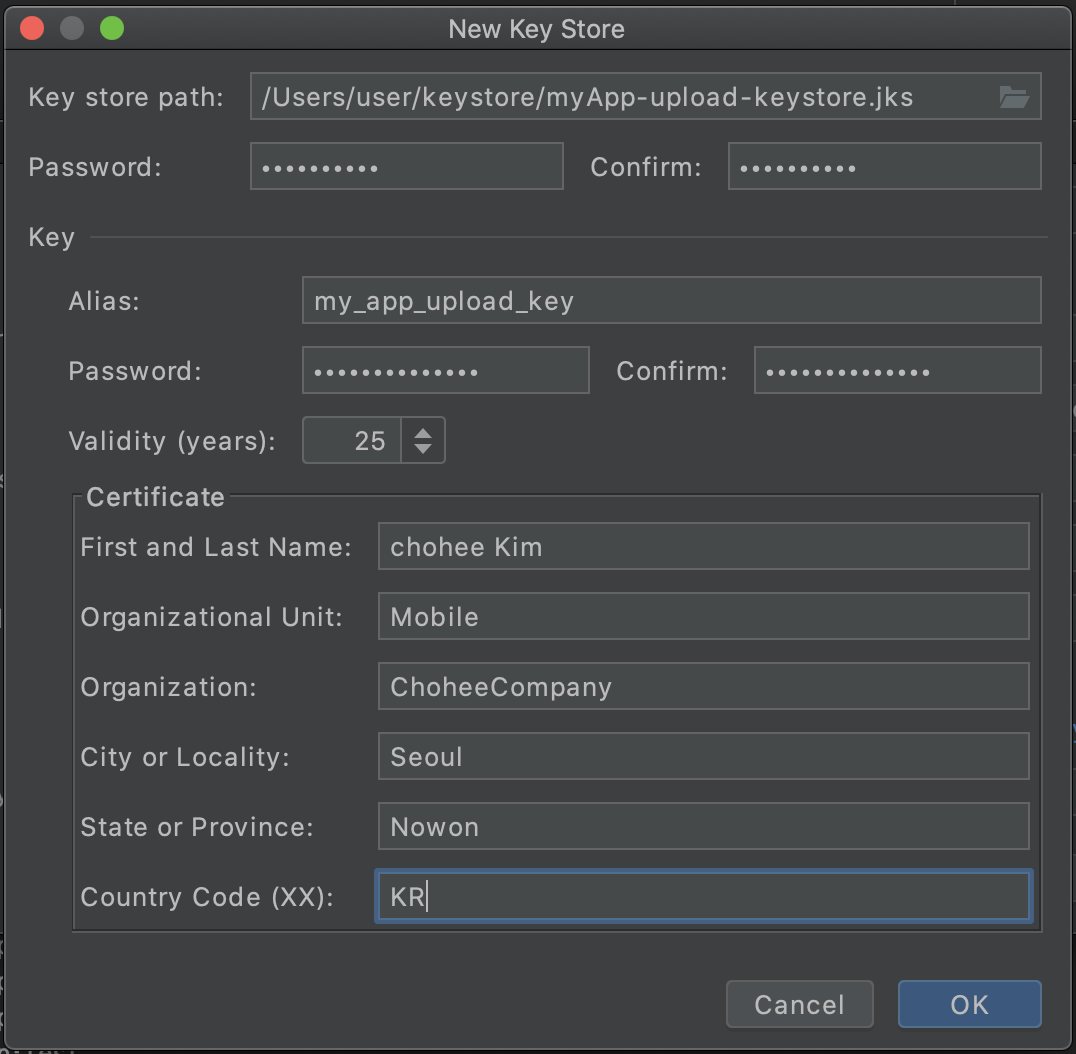 New Key Store
Key store path: /Users/user/keystore/myApp-upload-keystore.jks
Password: •••••••••• Confirm: ••••••••••
Key
Alias: my_app_upload_key
Password: •••••••••••••• Confirm: ••••••••••••••
Validity (years): 25
Certificate
First and Last Name: chohee Kim
Organizational Unit: Mobile
Organization: ChoheeCompany
City or Locality: Seoul
State or Province: Nowon
Country Code (XX): KR
Cancel OK